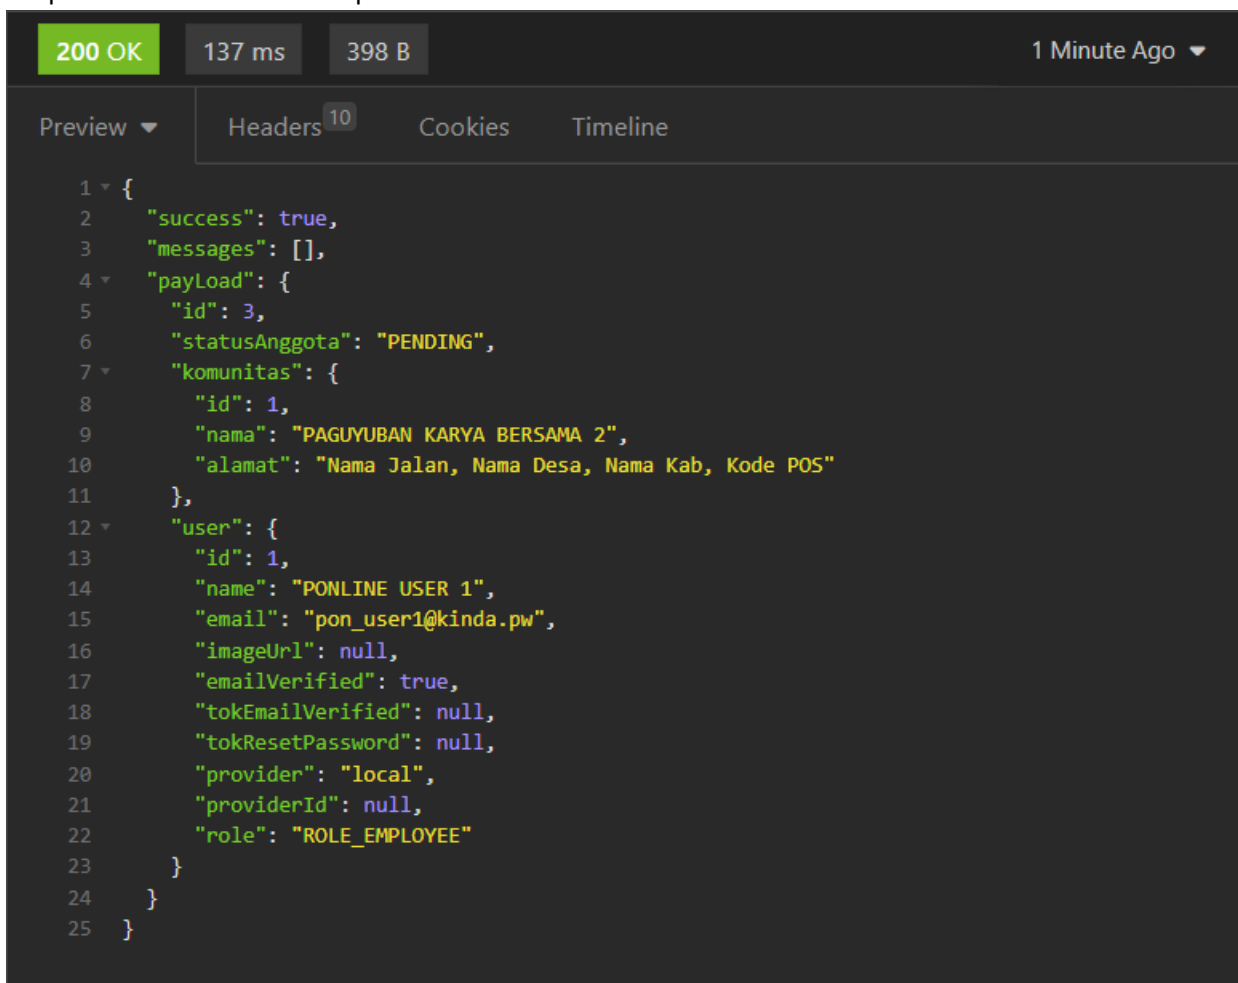 200 OK 137 ms 398 B 1 Minute Ago
Preview Headers 10 Cookies Timeline
1 {
2 "success": true,
3 "messages": [],
4 "payLoad": {
5 "id": 3,
6 "statusAnggota": "PENDING",
7 "komunitas": {
8 "id": 1,
9 "nama": "PAGUYUBAN KARYA BERSAMA 2",
10 "alamat": "Nama Jalan, Nama Desa, Nama Kab, Kode POS"
11 },
12 "user": {
13 "id": 1,
14 "name": "PONLINE USER 1",
15 "email": "pon_user1@kinda.pw",
16 "imageUrl": null,
17 "emailVerified": true,
18 "tokEmailVerified": null,
19 "tokResetPassword": null,
20 "provider": "local",
21 "providerId": null,
22 "role": "ROLE_EMPLOYEE"
23 }
24 }
25 }